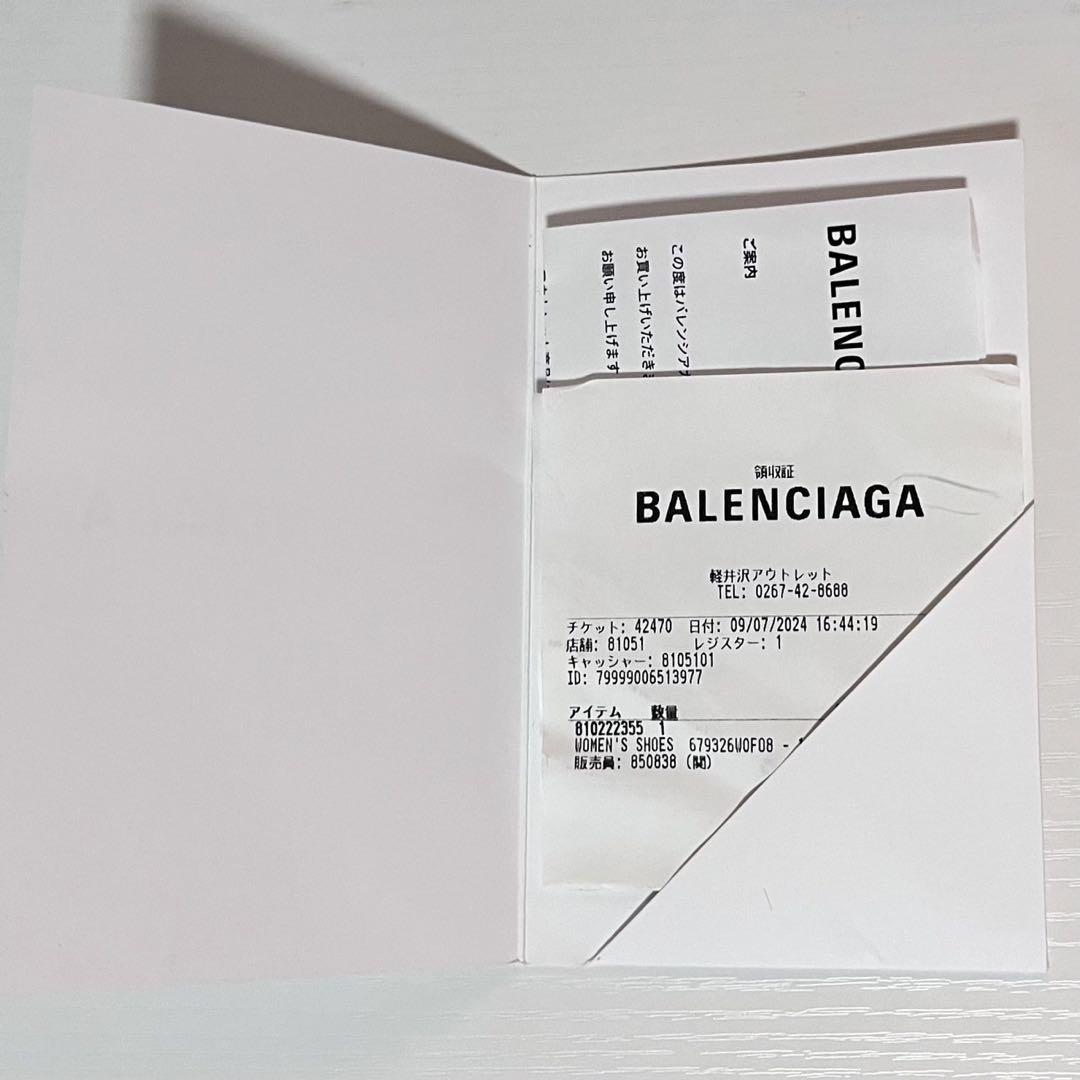 BALENC
ご案内
この度はバレンシアガ
お買い上げいただき
お願い申し上げます
領収証
BALENCIAGA
軽井沢アウトレット
TEL: 0267-42-8688
チケット: 42470 日付: 09/07/2024 16:44:19
店舗: 81051 レジスター: 1
キャッシャー: 8105101
ID: 79999006513977
アイテム 数量
810222355 1
WOMEN'S SHOES 679326W0F08 -
販売員: 850838 (関)